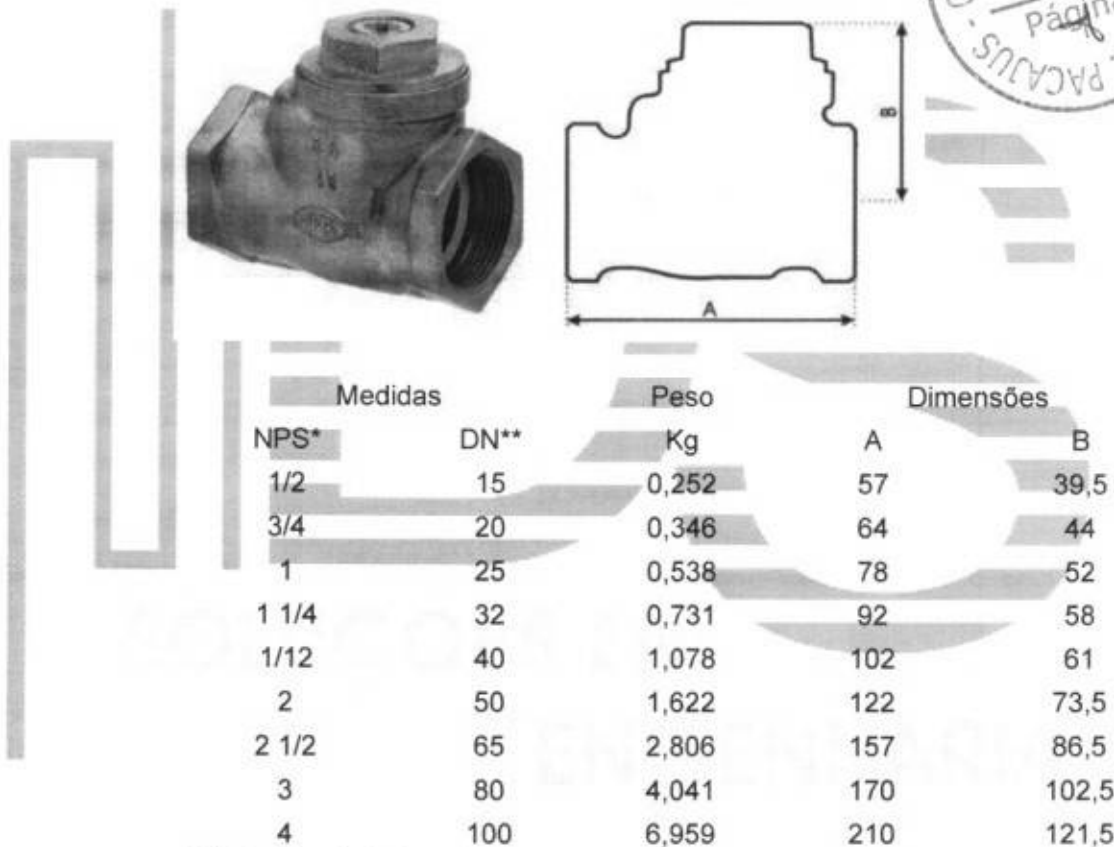 Página
PACAJUS
B
A
Medidas Peso Dimensões
NPS* DN** Kg A B
1/2 15 0,252 57 39,5
3/4 20 0,346 64 44
1 25 0,538 78 52
1 1/4 32 0,731 92 58
1/12 40 1,078 102 61
2 50 1,622 122 73,5
2 1/2 65 2,806 157 86,5
3 80 4,041 170 102,5
4 100 6,959 210 121,5